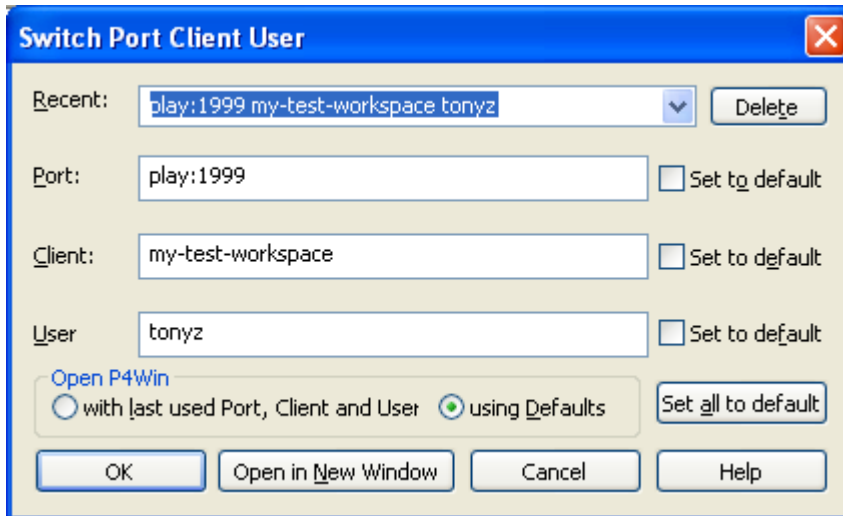 Switch Port Client User
Recent: play:1999 my-test-workspace tonyz Delete
Port: play:1999 Set to default
Client: my-test-workspace Set to default
User tonyz Set to default
Open P4Win
with last used Port, Client and User using Defaults Set all to default
OK Open in New Window Cancel Help